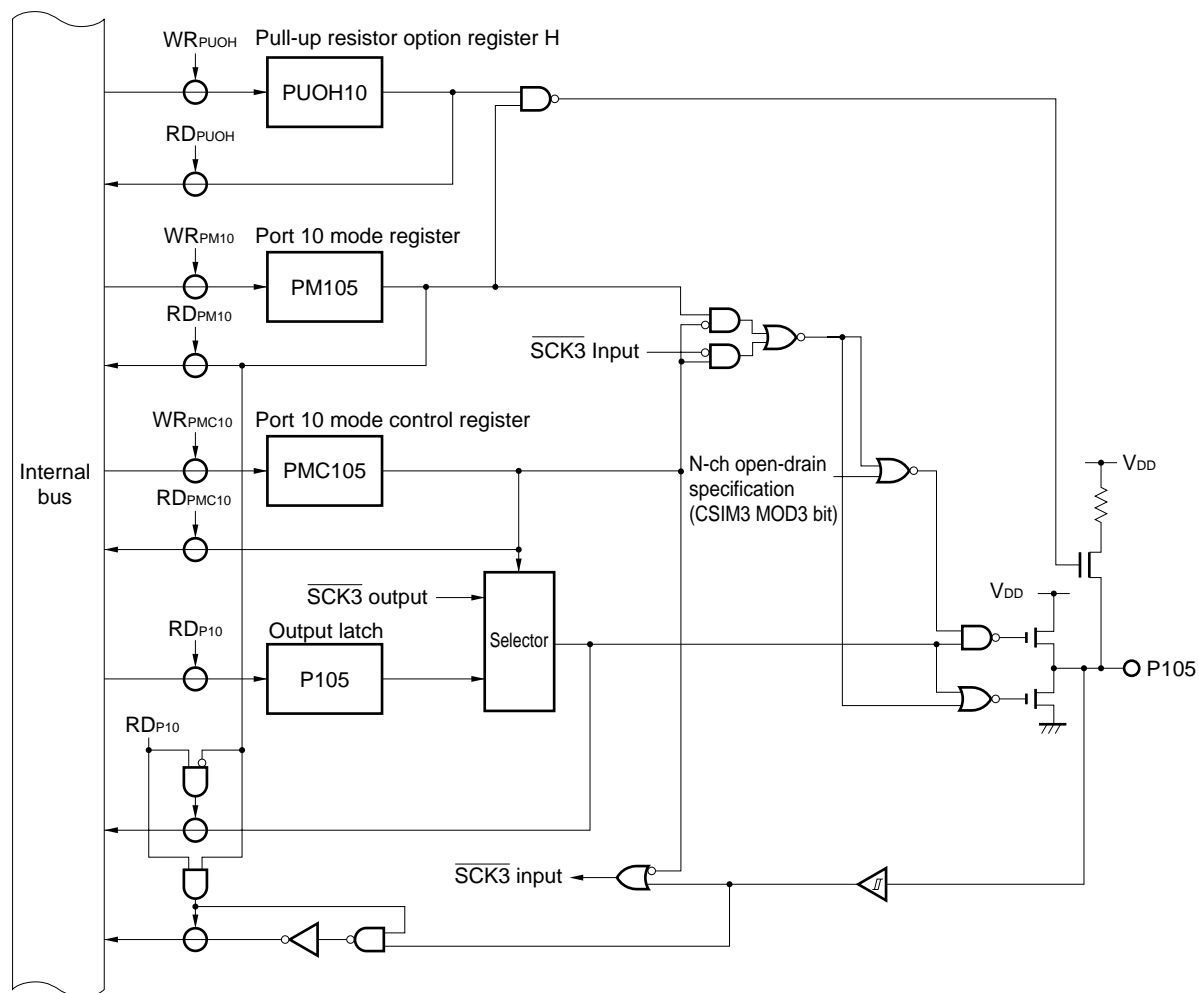 WRPUOH
Pull-up resistor option register H
PUOH10
RDPUOH
WRPM10
Port 10 mode register
PM105
RDPM10
SCK3 Input
WRPMC10
Port 10 mode control register
Internal
bus
PMC105
N-ch open-drain
specification
(CSIM3 MOD3 bit)
VDD
RDPMC10
SCK3 output
VDD
RDP10
Output latch
Selector
P105
P105
RDP10
SCK3 input